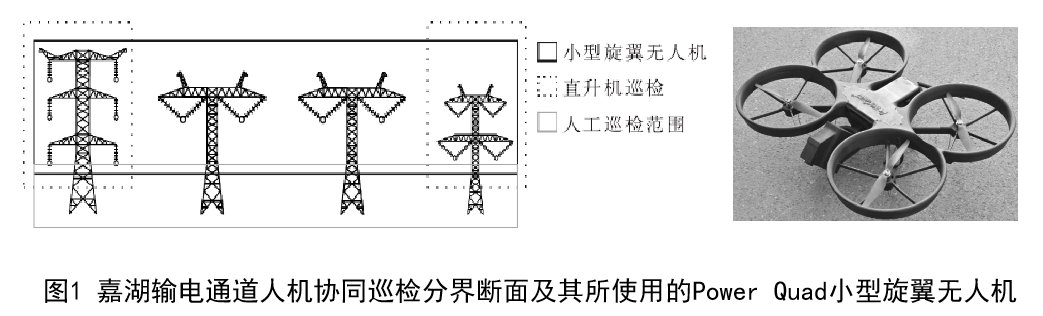 小型旋翼无人机
直升机巡检
人工巡检范围
图1 嘉湖输电通道人机协同巡检分界断面及其所使用的Power Quad小型旋翼无人机